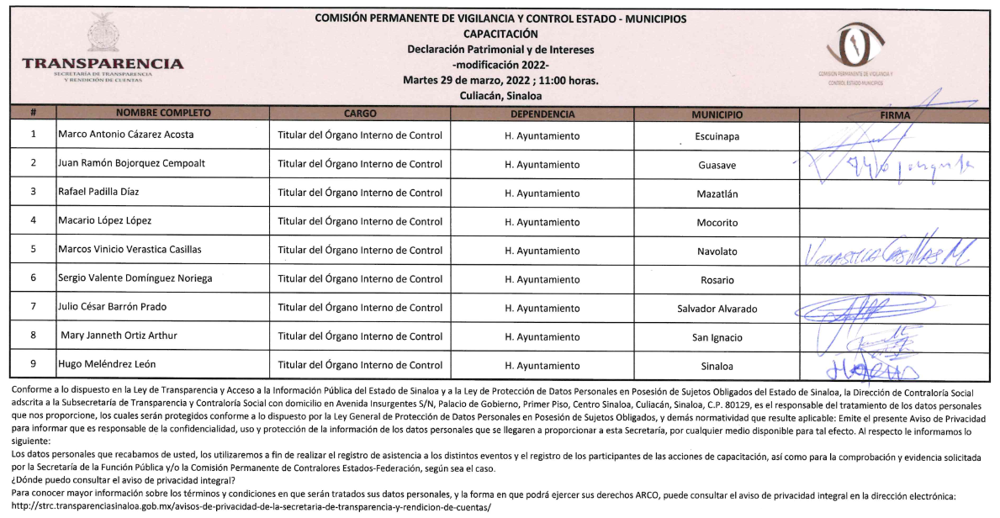 TRANSPARENCIA
SECRETARÍA DE TRANSPARENCIA
Y RENDICIÓN DE CUENTAS
COMISIÓN PERMANENTE DE VIGILANCIA Y CONTROL ESTADO - MUNICIPIOS
CAPACITACIÓN
Declaración Patrimonial y de Intereses
-modificación 2022-
Martes 29 de marzo, 2022 ; 11:00 horas.
Culiacán, Sinaloa
COMISIÓN PERMANENTE DE VIGILANCIA Y
CONTROL ESTADO-MUNICIPIOS
# NOMBRE COMPLETO CARGO DEPENDENCIA MUNICIPIO FIRMA
1 Marco Antonio Cázarez Acosta Titular del Órgano Interno de Control H. Ayuntamiento Escuinapa
2 Juan Ramón Bojorquez Cempoalt Titular del Órgano Interno de Control H. Ayuntamiento Guasave
3 Rafael Padilla Díaz Titular del Órgano Interno de Control H. Ayuntamiento Mazatlán
4 Macario López López Titular del Órgano Interno de Control H. Ayuntamiento Mocorito
5 Marcos Vinicio Verastica Casillas Titular del Órgano Interno de Control H. Ayuntamiento Navolato VERASTICA CASILLAS M
6 Sergio Valente Domínguez Noriega Titular del Órgano Interno de Control H. Ayuntamiento Rosario
7 Julio César Barrón Prado Titular del Órgano Interno de Control H. Ayuntamiento Salvador Alvarado
8 Mary Janneth Ortiz Arthur Titular del Órgano Interno de Control H. Ayuntamiento San Ignacio
9 Hugo Meléndrez León Titular del Órgano Interno de Control H. Ayuntamiento Sinaloa
Conforme a lo dispuesto en la Ley de Transparencia y Acceso a la Información Pública del Estado de Sinaloa y a la Ley de Protección de Datos Personales en Posesión de Sujetos Obligados del Estado de Sinaloa, la Dirección de Contraloría Social
adscrita a la Subsecretaría de Transparencia y Contraloría Social con domicilio en Avenida Insurgentes S/N, Palacio de Gobierno, Primer Piso, Centro Sinaloa, Culiacán, Sinaloa, C.P. 80129, es el responsable del tratamiento de los datos personales
que nos proporcione, los cuales serán protegidos conforme a lo dispuesto por la Ley General de Protección de Datos Personales en Posesión de Sujetos Obligados, y demás normatividad que resulte aplicable: Emite el presente Aviso de Privacidad
para informar que es responsable de la confidencialidad, uso y protección de la información de los datos personales que se llegaren a proporcionar a esta Secretaría, por cualquier medio disponible para tal efecto. Al respecto le informamos lo
siguiente:
Los datos personales que recabamos de usted, los utilizaremos a fin de realizar el registro de asistencia a los distintos eventos y el registro de los participantes de las acciones de capacitación, así como para la comprobación y evidencia solicitada
por la Secretaría de la Función Pública y/o la Comisión Permanente de Contralores Estados-Federación, según sea el caso.
¿Dónde puedo consultar el aviso de privacidad integral?
Para conocer mayor información sobre los términos y condiciones en que serán tratados sus datos personales, y la forma en que podrá ejercer sus derechos ARCO, puede consultar el aviso de privacidad integral en la dirección electrónica:
http://strc.transparenciasinaloa.gob.mx/avisos-de-privacidad-de-la-secretaria-de-transparencia-y-rendicion-de-cuentas/